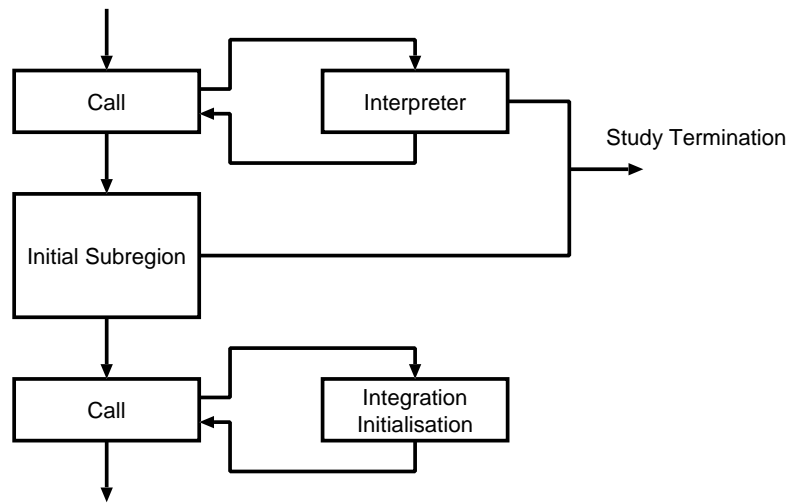 Call
Interpreter
Study Termination
Initial Subregion
Call
Integration
Initialisation